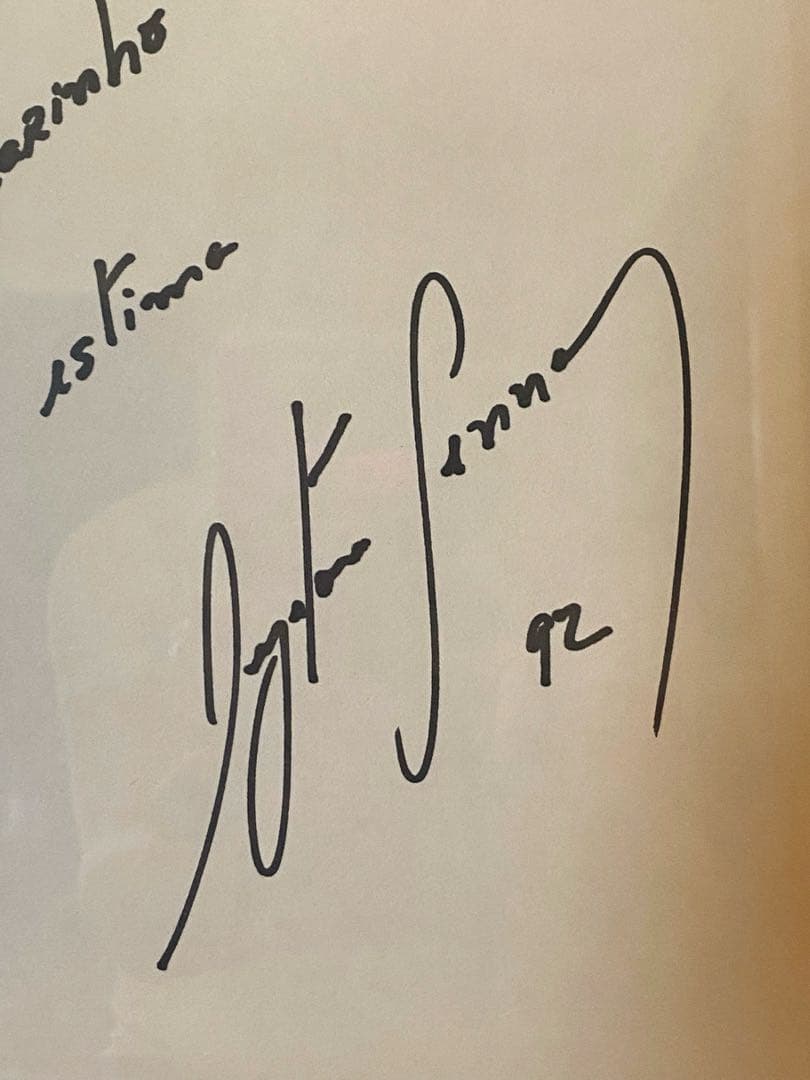 arinho
estima
Ayrton Senna
92